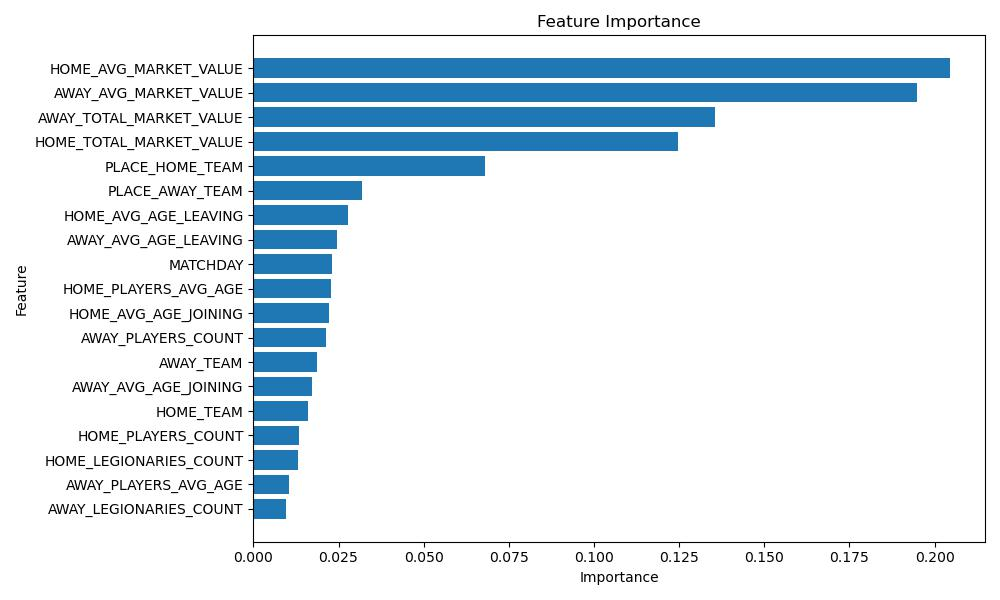 Feature Importance
HOME_AVG_MARKET_VALUE
AWAY_AVG_MARKET_VALUE
AWAY_TOTAL_MARKET_VALUE
HOME_TOTAL_MARKET_VALUE
PLACE_HOME_TEAM
PLACE_AWAY_TEAM
HOME_AVG_AGE_LEAVING
AWAY_AVG_AGE_LEAVING
MATCHDAY
HOME_PLAYERS_AVG_AGE
HOME_AVG_AGE_JOINING
AWAY_PLAYERS_COUNT
AWAY_TEAM
AWAY_AVG_AGE_JOINING
HOME_TEAM
HOME_PLAYERS_COUNT
HOME_LEGIONARIES_COUNT
AWAY_PLAYERS_AVG_AGE
AWAY_LEGIONARIES_COUNT
Feature
0.000 0.025 0.050 0.075 0.100 0.125 0.150 0.175 0.200
Importance